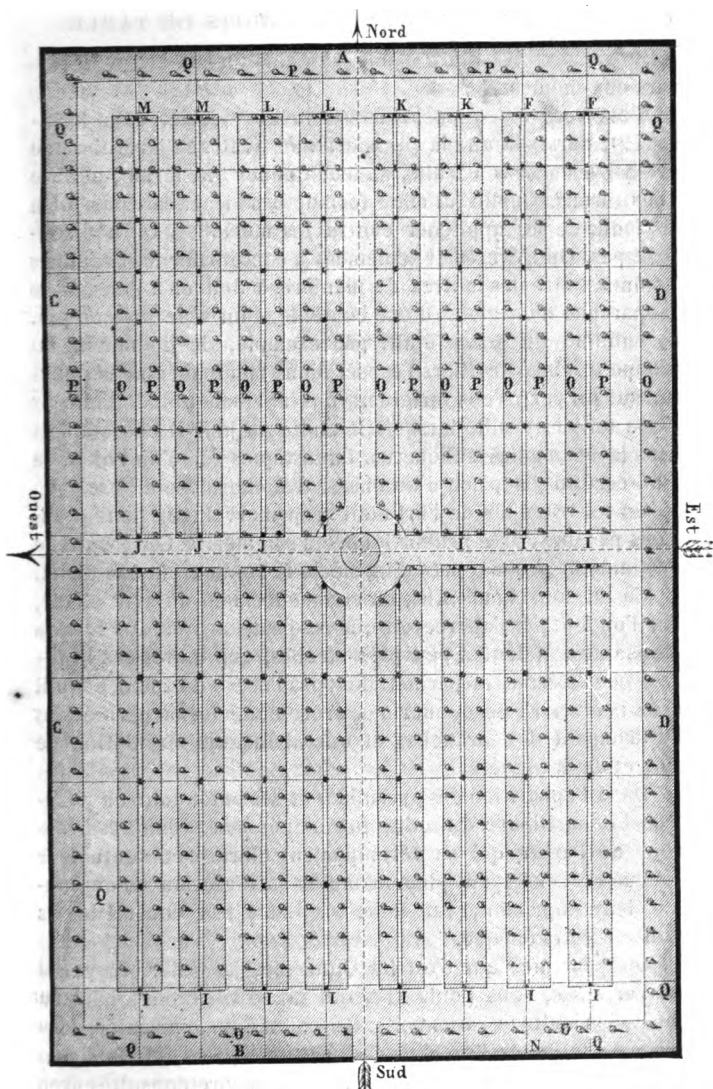 Nord
A
Q P P Q
M M L L K K F F
Q Q
C D
P O P O P O P O P O P O P O P O P O
Ouest Est
J J J I I I I I
C D
Q
I I I I I I I I
Q
O O
Q B N Q
Sud